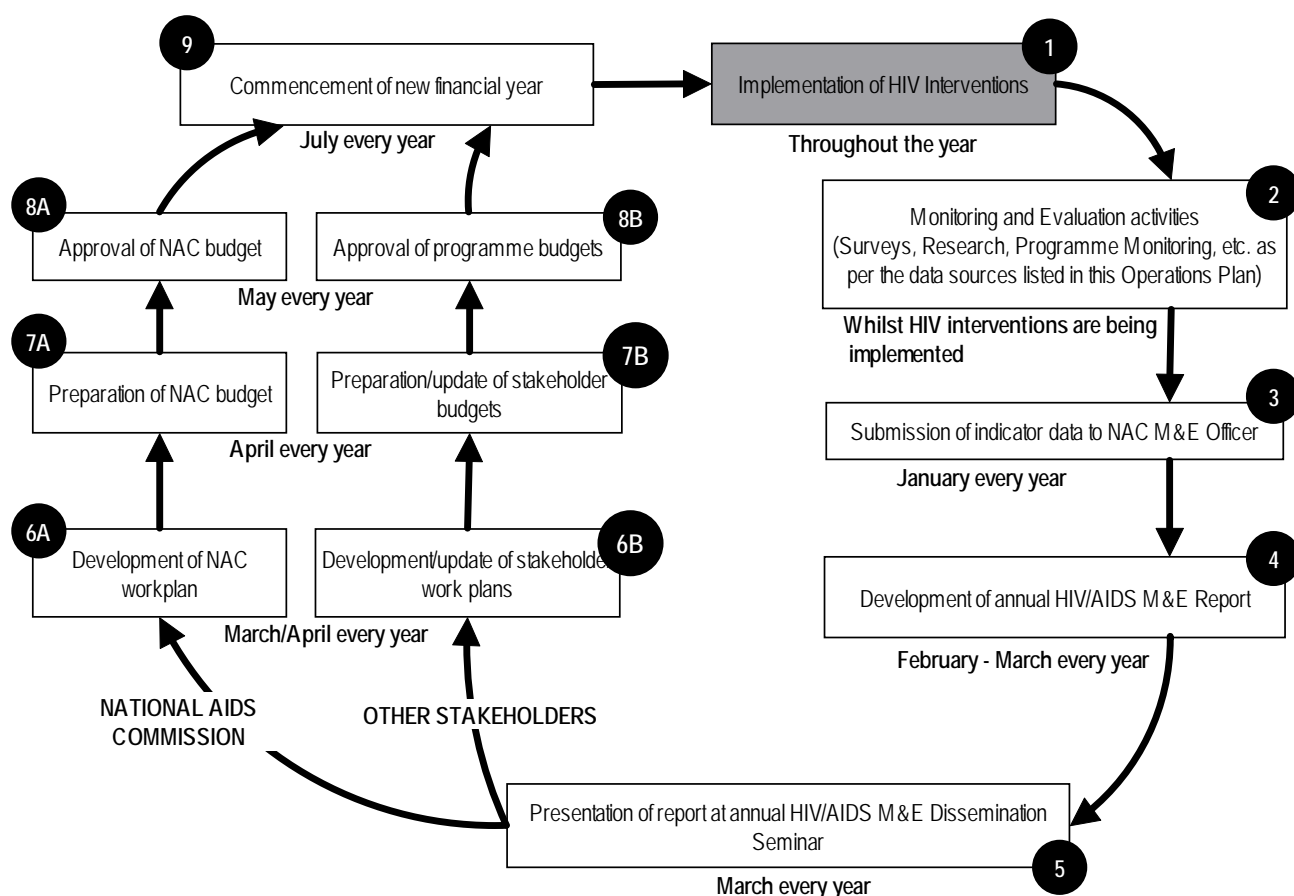 9
Commencement of new financial year
July every year
1
Implementation of HIV Interventions
Throughout the year
2
Monitoring and Evaluation activities
(Surveys, Research, Programme Monitoring, etc. as
per the data sources listed in this Operations Plan)
Whilst HIV interventions are being
implemented
3
Submission of indicator data to NAC M&E Officer
January every year
4
Development of annual HIV/AIDS M&E Report
February - March every year
5
Presentation of report at annual HIV/AIDS M&E Dissemination
Seminar
March every year
NATIONAL AIDS
COMMISSION
OTHER STAKEHOLDERS
6A
Development of NAC
workplan
6B
Development/update of stakeholder
work plans
March/April every year
7A
Preparation of NAC budget
7B
Preparation/update of stakeholder
budgets
April every year
8A
Approval of NAC budget
8B
Approval of programme budgets
May every year